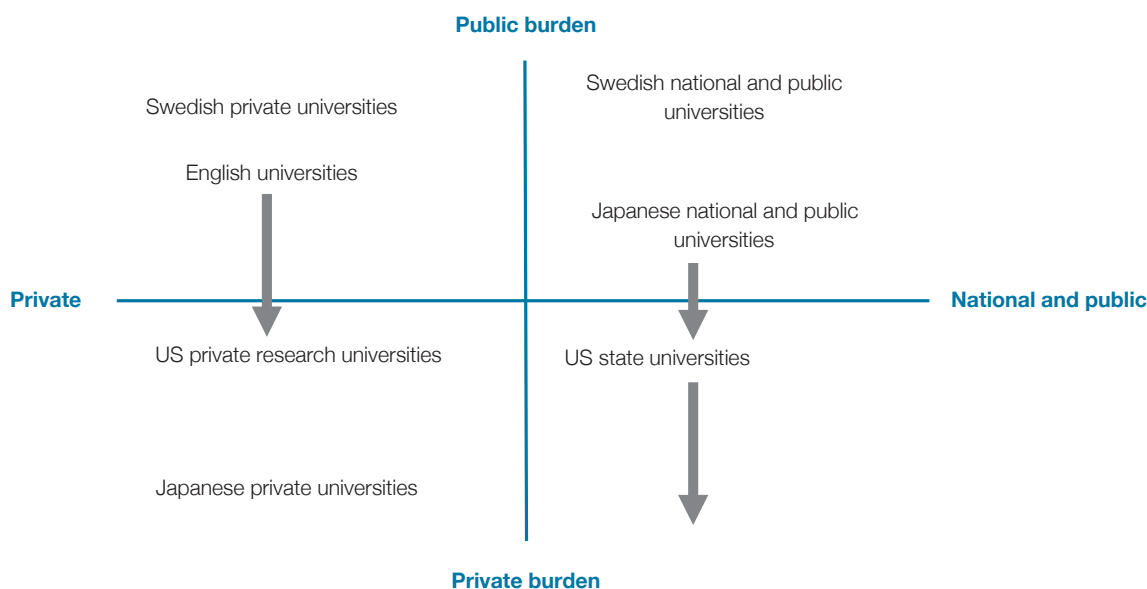 Public burden
Swedish private universities
Swedish national and public
universities
English universities
Japanese national and public
universities
Private
National and public
US private research universities
US state universities
Japanese private universities
Private burden